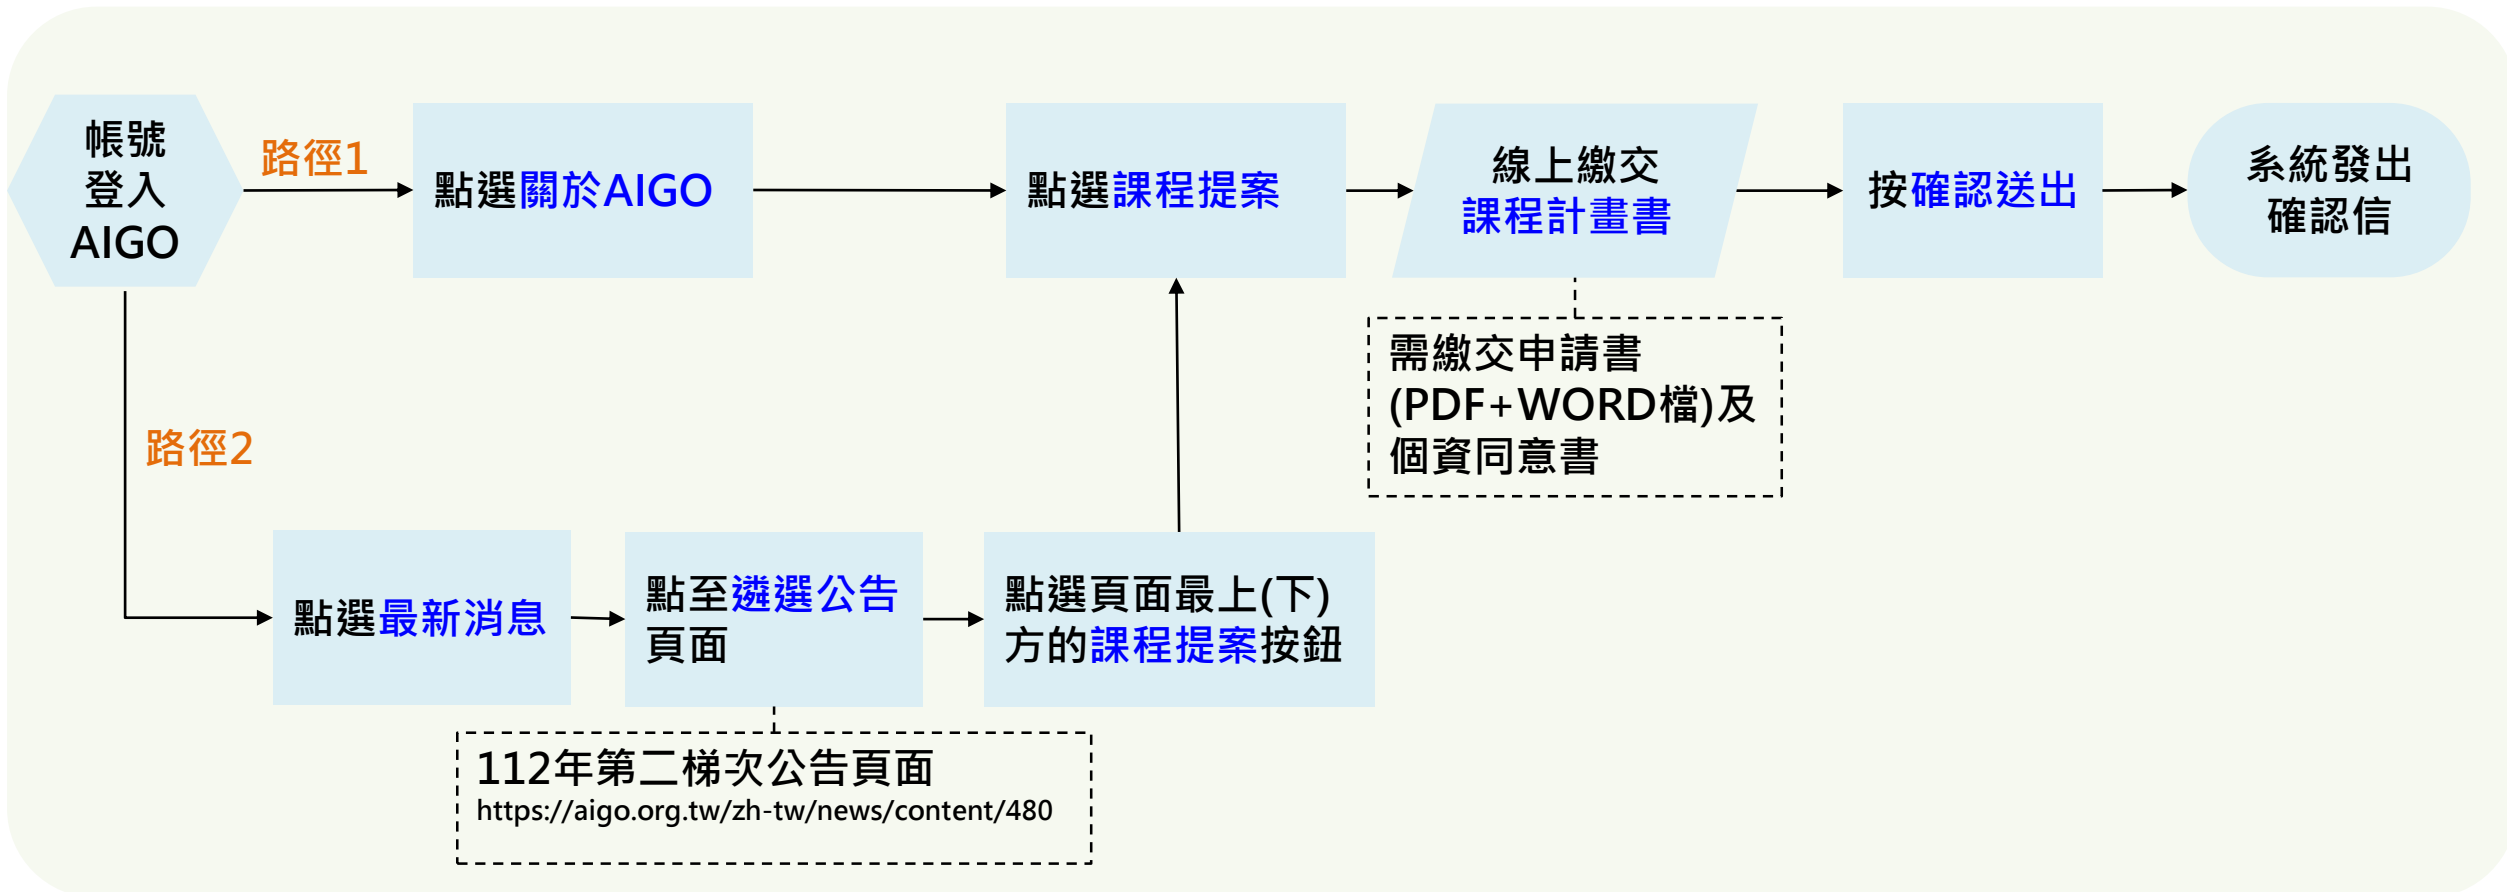 帳號
登入
AIGO
路徑1
點選關於AIGO
點選課程提案
線上繳交
課程計畫書
按確認送出
系統發出
確認信
需繳交申請書
(PDF+WORD檔)及
個資同意書
路徑2
點選最新消息
點至遴選公告
頁面
點選頁面最上(下)
方的課程提案按鈕
112年第二梯次公告頁面
https://aigo.org.tw/zh-tw/news/content/480